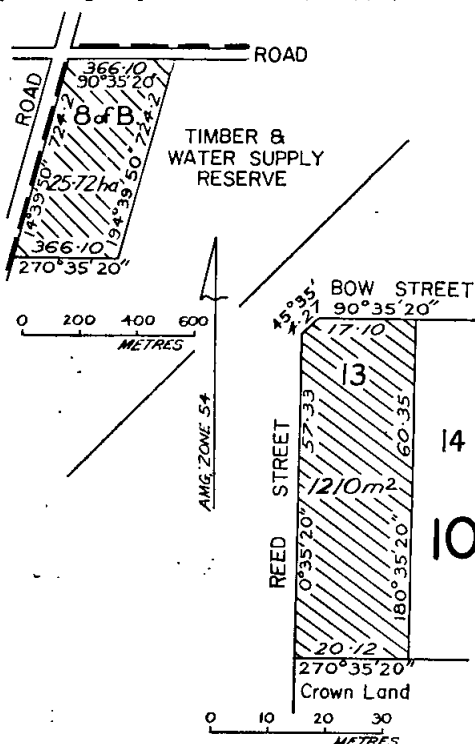 ROAD
366·10
90°35'20"
ROAD
8 of B
724·2
14°39'50"
194°39'50" 724·2
25·72 ha
366·10
270°35'20"
TIMBER &
WATER SUPPLY
RESERVE
0 200 400 600
METRES
AMG. ZONE 54
45°35'
4·27
BOW STREET
90°35'20"
17·10
13
57·33
60·35
14
1210m²
REED STREET
10
0°35'20"
180°35'20"
20·12
270°35'20"
Crown Land
0 10 20 30
METRES